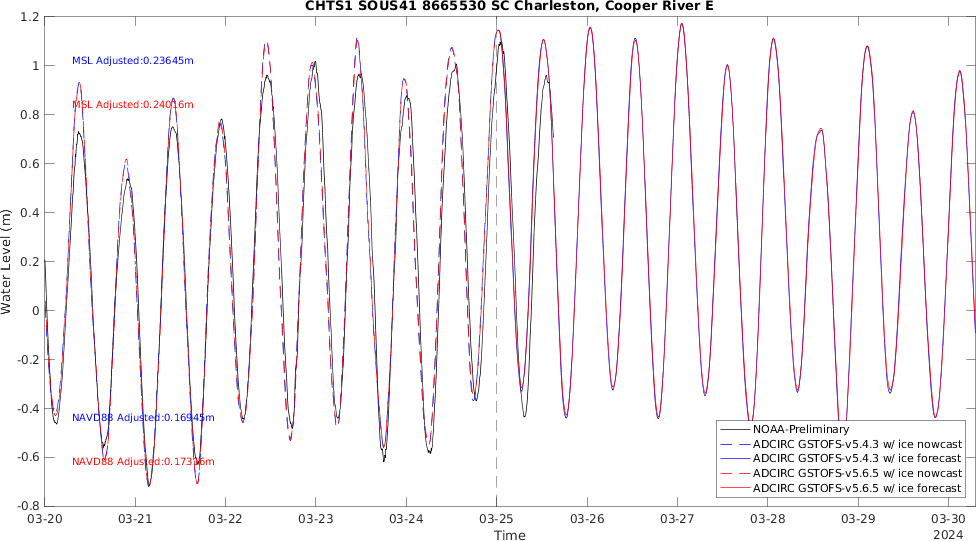 CHTS1 SOUS41 8665530 SC Charleston, Cooper River E
1.2
1
0.8
0.6
0.4
0.2
0
-0.2
-0.4
-0.6
-0.8
Water Level (m)
MSL Adjusted:0.23645m
MSL Adjusted:0.24016m
NAVD88 Adjusted:0.16945m
NAVD88 Adjusted:0.17316m
NOAA-Preliminary
ADCIRC GSTOFS-v5.4.3 w/ ice nowcast
ADCIRC GSTOFS-v5.4.3 w/ ice forecast
ADCIRC GSTOFS-v5.6.5 w/ ice nowcast
ADCIRC GSTOFS-v5.6.5 w/ ice forecast
03-20 03-21 03-22 03-23 03-24 03-25 03-26 03-27 03-28 03-29 03-30
Time
2024